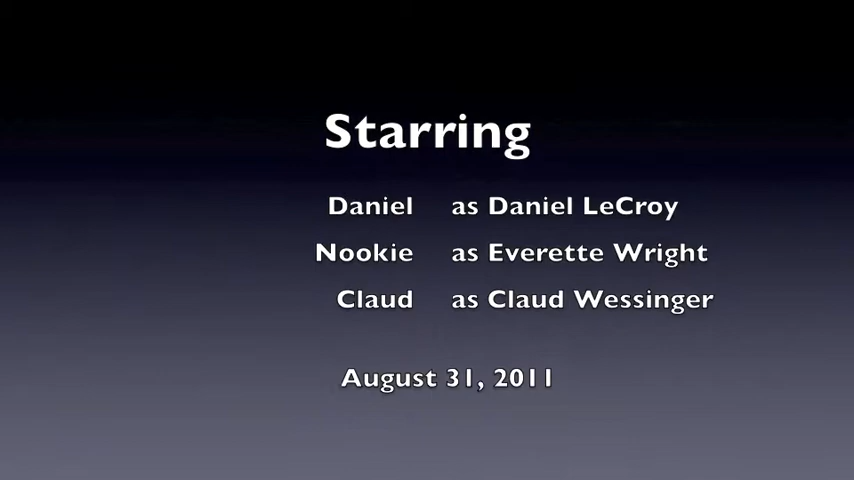 Starring
Daniel as Daniel LeCroy
Nookie as Everette Wright
Claud as Claud Wessinger
August 31, 2011